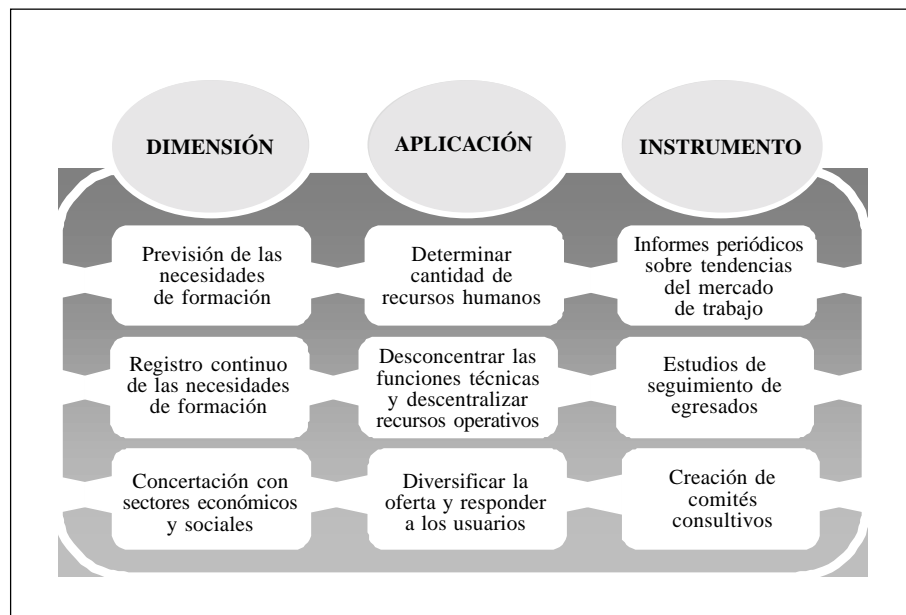 DIMENSIÓN
APLICACIÓN
INSTRUMENTO
Previsión de las
necesidades
de formación
Determinar
cantidad de
recursos humanos
Informes periódicos
sobre tendencias
del mercado
de trabajo
Registro continuo
de las necesidades
de formación
Desconcentrar las
funciones técnicas
y descentralizar
recursos operativos
Estudios de
seguimiento de
egresados
Concertación con
sectores económicos
y sociales
Diversificar la
oferta y responder
a los usuarios
Creación de
comités
consultivos